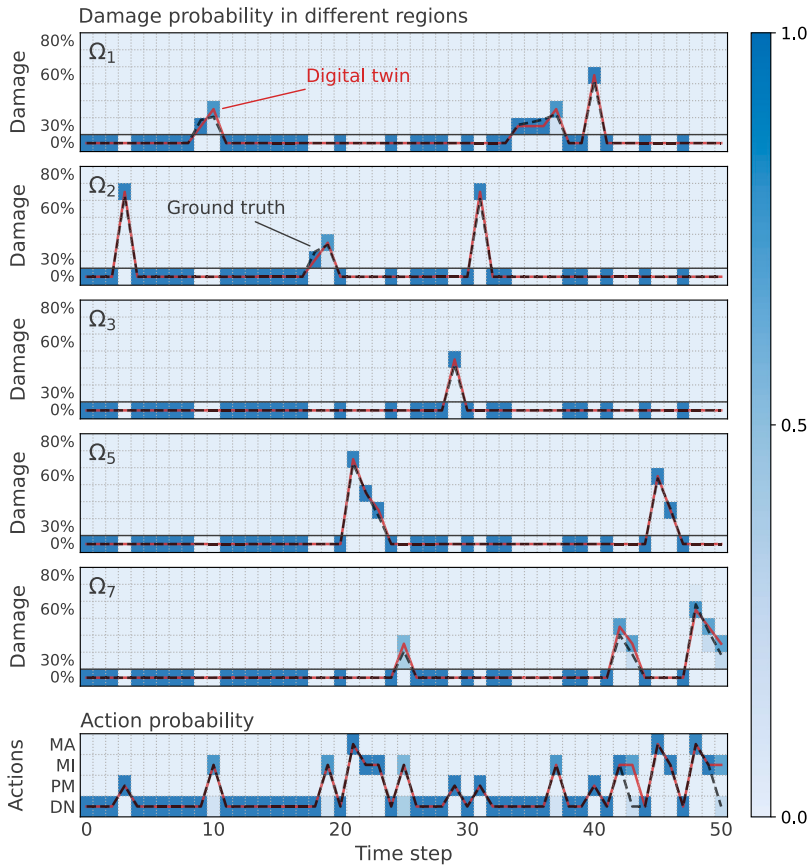 Damage probability in different regions
80%
60%
30%
0%
Damage
Ω1
Digital twin
80%
60%
30%
0%
Damage
Ω2
Ground truth
80%
60%
30%
0%
Damage
Ω3
80%
60%
30%
0%
Damage
Ω5
80%
60%
30%
0%
Damage
Ω7
Action probability
MA
MI
PM
DN
Actions
0 10 20 30 40 50
Time step
1.0
0.5
0.0